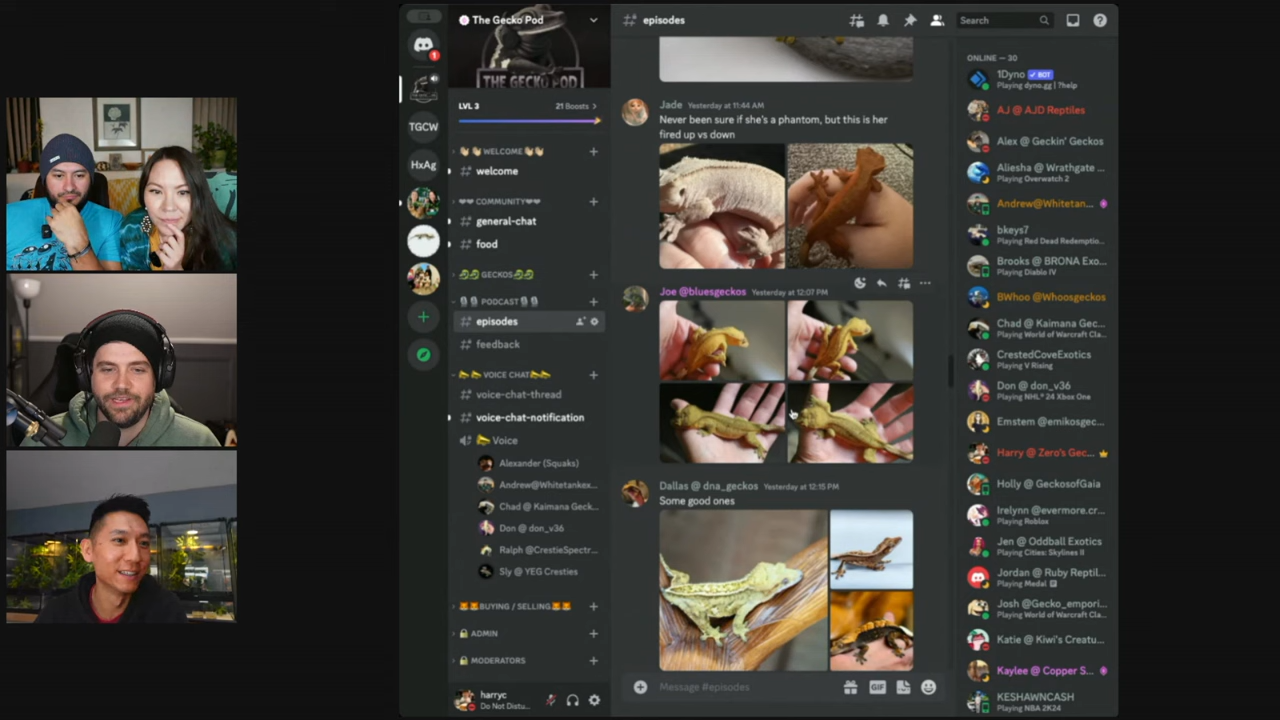 The Gecko Pod
THE GECKO POD
LVL 3
21 Boosts
1
TGCW
HxAg
WELCOME
# welcome
COMMUNITY
# general-chat
# food
GECKOS
PODCAST
# episodes
# feedback
VOICE CHAT
# voice-chat-thread
# voice-chat-notification
Voice
Alexander (Squaks)
Andrew@Whitetankex...
Chad @ Kaimana Geck...
Don @ don_v36
Ralph @CrestieSpectr...
Sly @ YEG Cresties
BUYING / SELLING
ADMIN
MODERATORS
harryc
Do Not Distu...
# episodes
Search
Jade Yesterday at 11:44 AM
Never been sure if she's a phantom, but this is her
fired up vs down
Joe @bluesgeckos Yesterday at 12:07 PM
Dallas @ dna_geckos Yesterday at 12:15 PM
Some good ones
Message #episodes
GIF
ONLINE — 30
1Dyno BOT
Playing dyno.gg | ?help
AJ @ AJD Reptiles
Alex @ Geckin' Geckos
Aliesha @ Wrathgate ...
Playing Overwatch 2
Andrew@Whitetan...
bkeys7
Playing Red Dead Redemptio...
Brooks @ BRONA Exo...
Playing Diablo IV
BWhoo @Whoosgeckos
Chad @ Kaimana Gec...
Playing World of Warcraft Cla...
CrestedCoveExotics
Playing V Rising
Don @ don_v36
Playing NHL® 24 Xbox One
Emstem @emikosgec...
Harry @ Zero's Gec...
Holly @ GeckosofGaia
Irelynn @evermore.cr...
Playing Roblox
Jen @ Oddball Exotics
Playing Cities: Skylines II
Jordan @ Ruby Reptil...
Playing Medal
Josh @Gecko_empori...
Playing World of Warcraft Cla...
Katie @ Kiwi's Creatu...
Kaylee @ Copper S...
KESHAWNCASH
Playing NBA 2K24